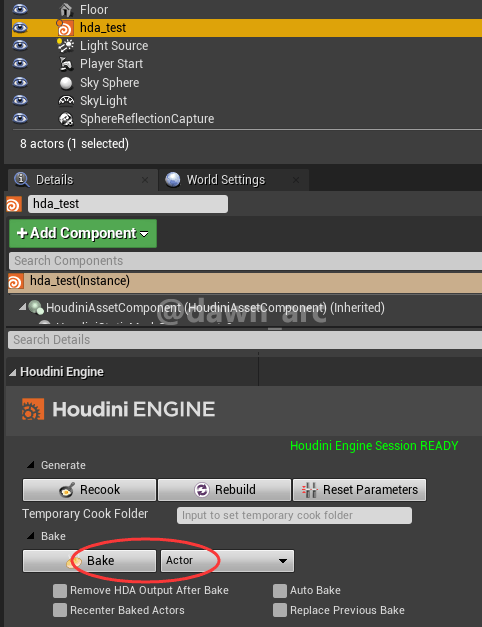 Floor
hda_test
Light Source
Player Start
Sky Sphere
SkyLight
SphereReflectionCapture
8 actors (1 selected)
Details
World Settings
hda_test
+ Add Component
Search Components
hda_test(Instance)
HoudiniAssetComponent (HoudiniAssetComponent) (Inherited)
@dawn_arc
Search Details
Houdini Engine
Houdini ENGINE
Houdini Engine Session READY
Generate
Recook Rebuild Reset Parameters
Temporary Cook Folder Input to set temporary cook folder
Bake
Bake Actor
Remove HDA Output After Bake Auto Bake
Recenter Baked Actors Replace Previous Bake